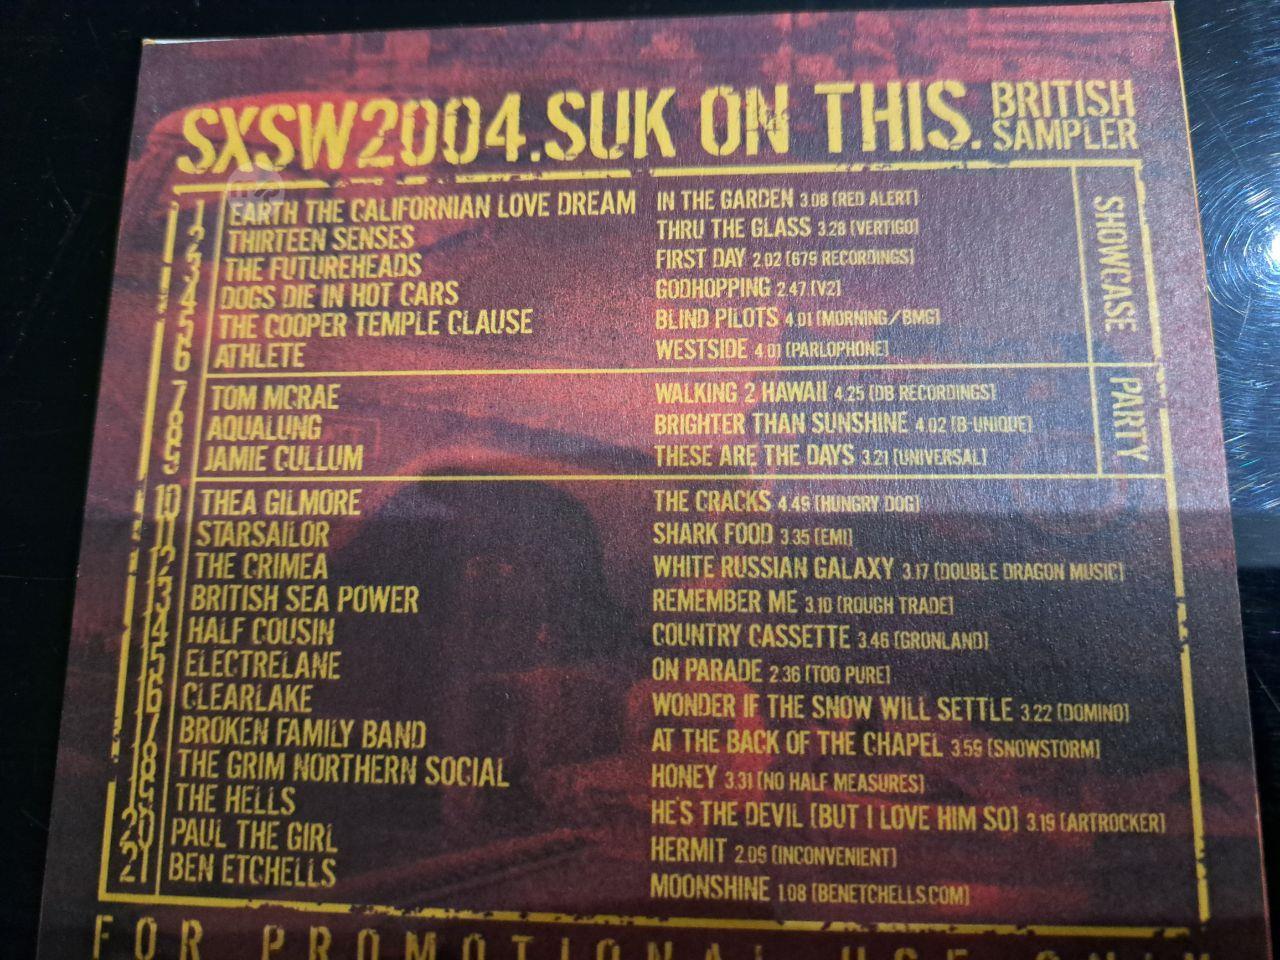 SXSW2004.SUK ON THIS. BRITISH SAMPLER
1 EARTH THE CALIFORNIAN LOVE DREAM IN THE GARDEN 3.08 [RED ALERT]
2 THIRTEEN SENSES THRU THE GLASS 3.28 [VERTIGO]
3 THE FUTUREHEADS FIRST DAY 2.02 [679 RECORDINGS]
4 DOGS DIE IN HOT CARS GODHOPPING 2.47 [V2]
5 THE COOPER TEMPLE CLAUSE BLIND PILOTS 4.01 [MORNING/BMG]
6 ATHLETE WESTSIDE 4.01 [PARLOPHONE]
SHOWCASE
7 TOM MCRAE WALKING 2 HAWAII 4.25 [DB RECORDINGS]
8 AQUALUNG BRIGHTER THAN SUNSHINE 4.02 [B-UNIQUE]
9 JAMIE CULLUM THESE ARE THE DAYS 3.21 [UNIVERSAL]
PARTY
10 THEA GILMORE THE CRACKS 4.49 [HUNGRY DOG]
11 STARSAILOR SHARK FOOD 3.35 [EMI]
12 THE CRIMEA WHITE RUSSIAN GALAXY 3.17 [DOUBLE DRAGON MUSIC]
13 BRITISH SEA POWER REMEMBER ME 3.10 [ROUGH TRADE]
14 HALF COUSIN COUNTRY CASSETTE 3.46 [GRONLAND]
15 ELECTRELANE ON PARADE 2.36 [TOO PURE]
16 CLEARLAKE WONDER IF THE SNOW WILL SETTLE 3.22 [DOMINO]
17 BROKEN FAMILY BAND AT THE BACK OF THE CHAPEL 3.59 [SNOWSTORM]
18 THE GRIM NORTHERN SOCIAL HONEY 3.31 [NO HALF MEASURES]
19 THE HELLS HE'S THE DEVIL [BUT I LOVE HIM SO] 3.19 [ARTROCKER]
20 PAUL THE GIRL HERMIT 2.09 [INCONVENIENT]
21 BEN ETCHELLS MOONSHINE 1.08 [BENETCHELLS.COM]
FOR PROMOTIONAL USE ONLY